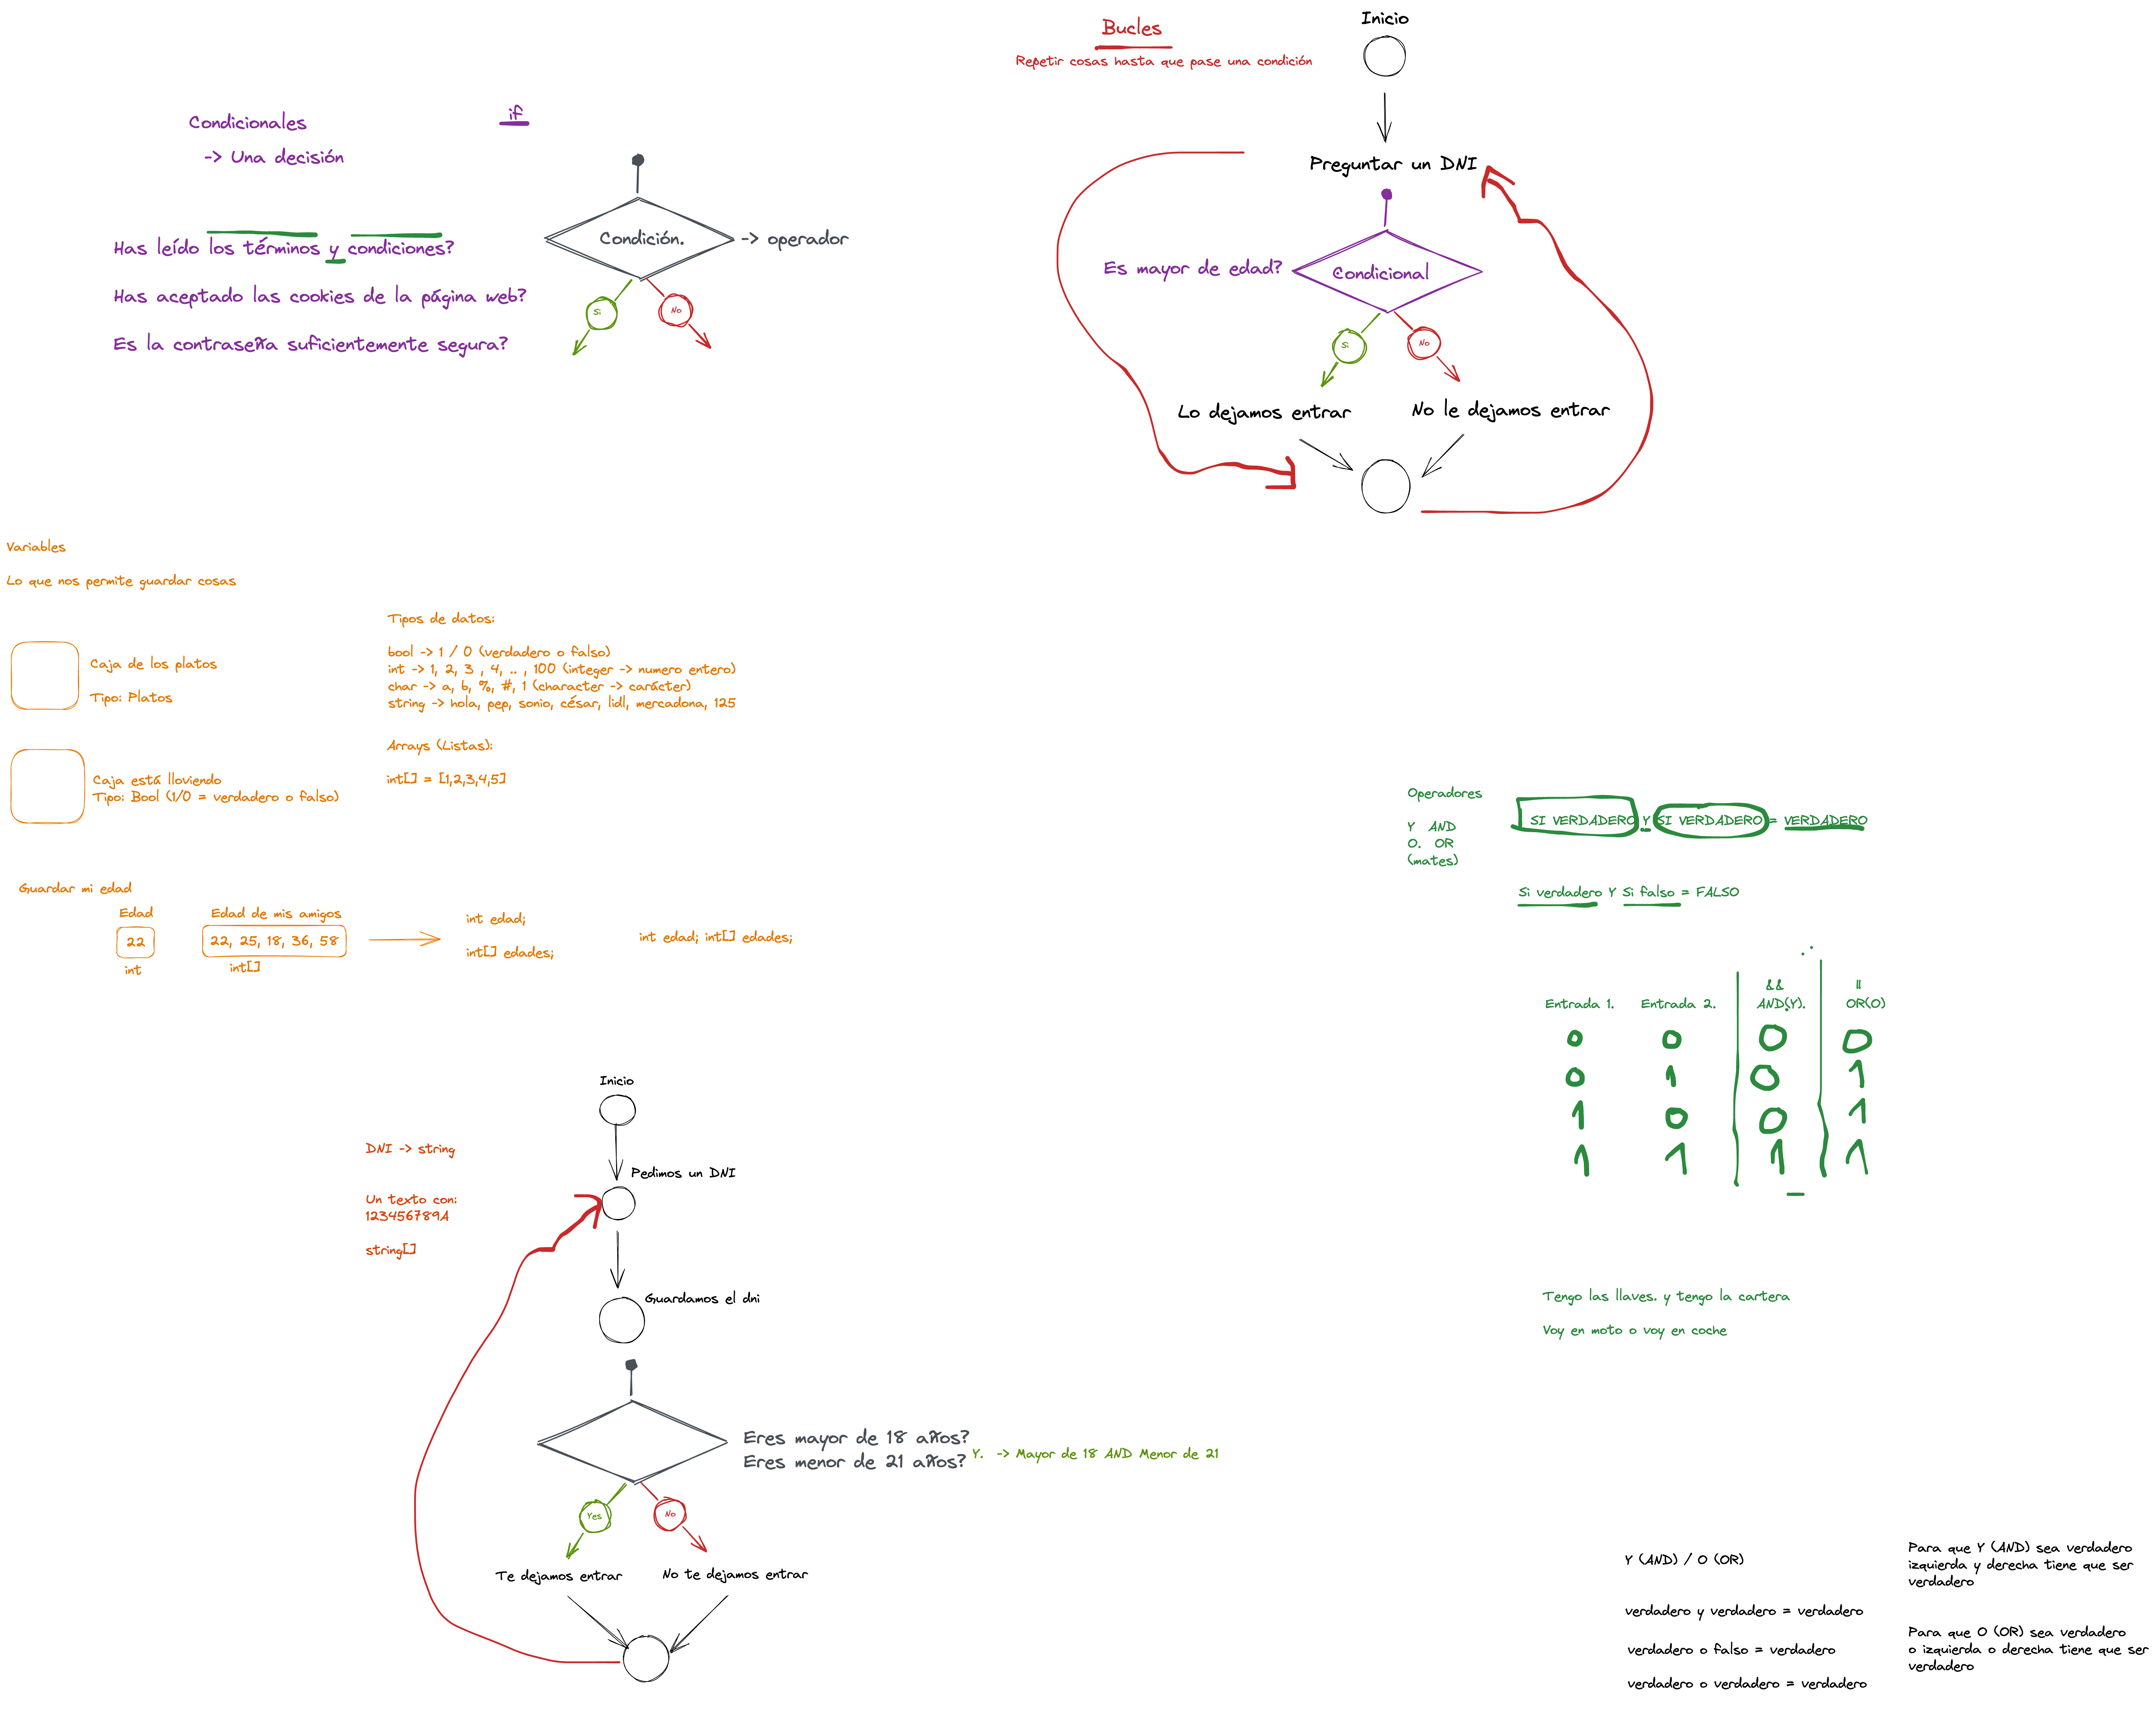 Bucles
Repetir cosas hasta que pase una condición
Inicio
Preguntar un DNI
Es mayor de edad?
Condicional
Si
No
Lo dejamos entrar
No le dejamos entrar
Condicionales
-> Una decisión
if
Has leído los términos y condiciones?
Has aceptado las cookies de la página web?
Es la contraseña suficientemente segura?
Condición.
-> operador
Si
No
Variables
Lo que nos permite guardar cosas
Caja de los platos
Tipo: Platos
Caja está lloviendo
Tipo: Bool (1/0 = verdadero o falso)
Tipos de datos:
bool -> 1 / 0 (verdadero o falso)
int -> 1, 2, 3 , 4, .. , 100 (integer -> numero entero)
char -> a, b, %, #, 1 (character -> carácter)
string -> hola, pep, sonio, césar, lidl, mercadona, 125
Arrays (Listas):
int[] = [1,2,3,4,5]
Guardar mi edad
Edad
22
int
Edad de mis amigos
22, 25, 18, 36, 58
int[]
int edad;
int[] edades;
int edad; int[] edades;
Operadores
Y AND
O. OR
(mates)
SI VERDADERO Y SI VERDADERO = VERDADERO
Si verdadero Y Si falso = FALSO
&& ||
Entrada 1. Entrada 2. AND(Y). OR(O)
0 0 0 0
0 1 0 1
1 0 0 1
1 1 1 1
Tengo las llaves. y tengo la cartera
Voy en moto o voy en coche
Inicio
Pedimos un DNI
DNI -> string
Un texto con:
123456789A
string[]
Guardamos el dni
Eres mayor de 18 años?
Eres menor de 21 años?
Y. -> Mayor de 18 AND Menor de 21
Yes
No
Te dejamos entrar
No te dejamos entrar
Y (AND) / O (OR)
verdadero y verdadero = verdadero
verdadero o falso = verdadero
verdadero o verdadero = verdadero
Para que Y (AND) sea verdadero
izquierda y derecha tiene que ser
verdadero
Para que O (OR) sea verdadero
o izquierda o derecha tiene que ser
verdadero